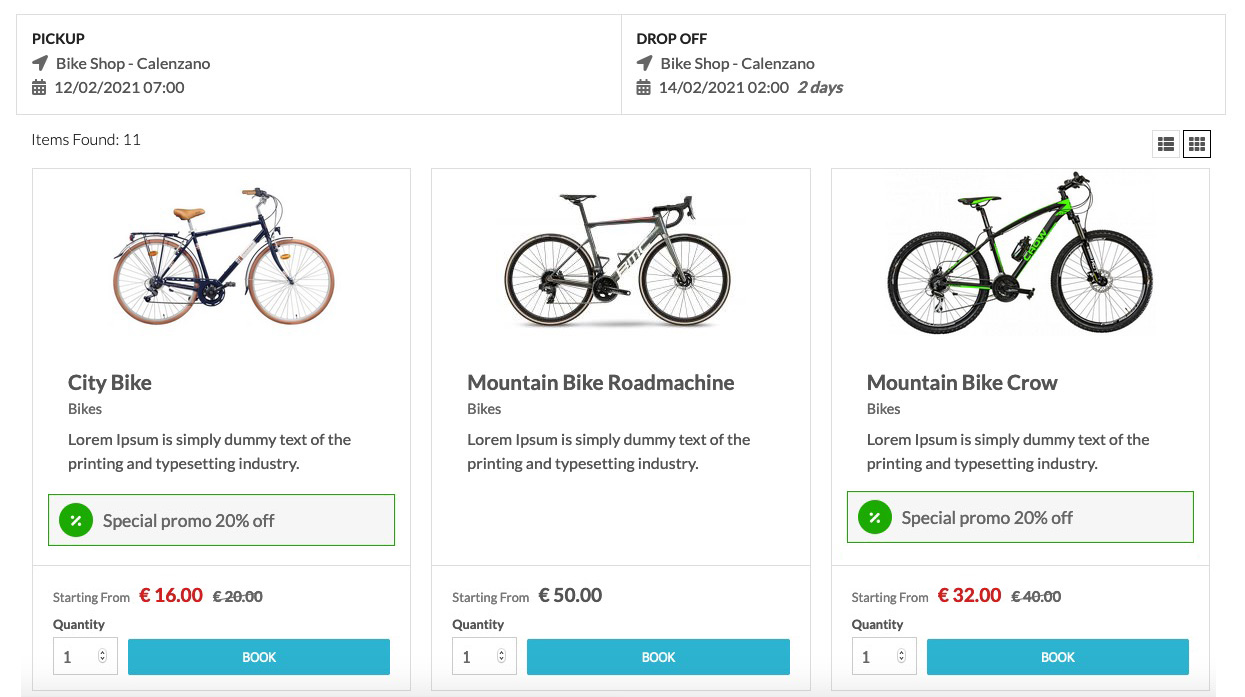 PICKUP
Bike Shop - Calenzano
12/02/2021 07:00
DROP OFF
Bike Shop - Calenzano
14/02/2021 02:00 2 days
Items Found: 11
BMC
CROW
City Bike
Bikes
Lorem Ipsum is simply dummy text of the
printing and typesetting industry.
Special promo 20% off
Starting From € 16.00 € 20.00
Quantity
1
BOOK
Mountain Bike Roadmachine
Bikes
Lorem Ipsum is simply dummy text of the
printing and typesetting industry.
Starting From € 50.00
Quantity
1
BOOK
Mountain Bike Crow
Bikes
Lorem Ipsum is simply dummy text of the
printing and typesetting industry.
Special promo 20% off
Starting From € 32.00 € 40.00
Quantity
1
BOOK